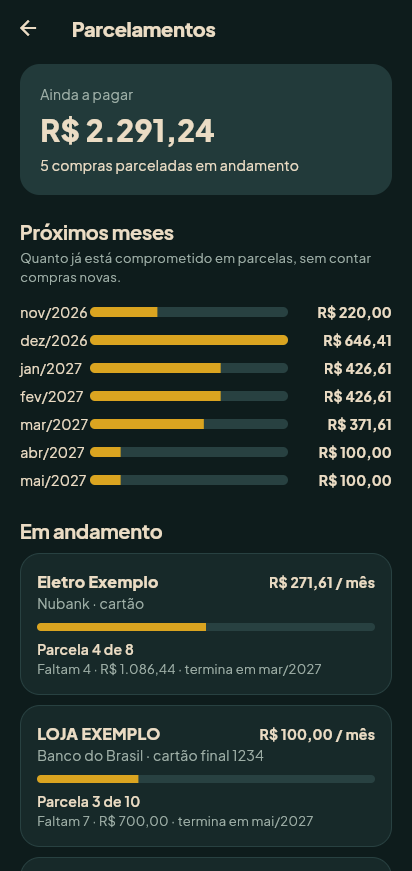 Parcelamentos
Ainda a pagar
R$ 2.291,24
5 compras parceladas em andamento
Próximos meses
Quanto já está comprometido em parcelas, sem contar
compras novas.
nov/2026 R$ 220,00
dez/2026 R$ 646,41
jan/2027 R$ 426,61
fev/2027 R$ 426,61
mar/2027 R$ 371,61
abr/2027 R$ 100,00
mai/2027 R$ 100,00
Em andamento
Eletro Exemplo R$ 271,61 / mês
Nubank · cartão
Parcela 4 de 8
Faltam 4 · R$ 1.086,44 · termina em mar/2027
LOJA EXEMPLO R$ 100,00 / mês
Banco do Brasil · cartão final 1234
Parcela 3 de 10
Faltam 7 · R$ 700,00 · termina em mai/2027